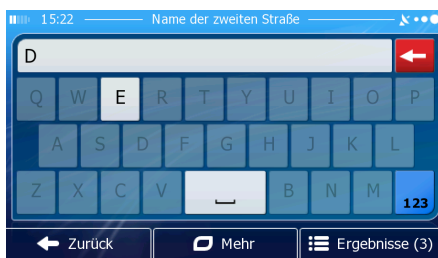 15:22 Name der zweiten Straße
D
Q W E R T Y U I O P
A S D F G H J K L
Z X C V B N M 123
Zurück Mehr Ergebnisse (3)